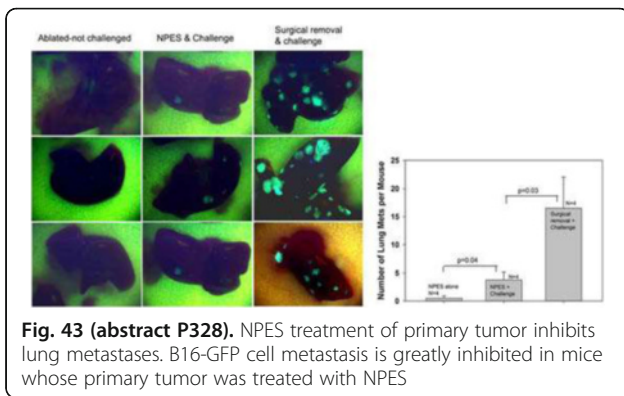 Ablated-not challenged
NPES & Challenge
Surgical removal
& challenge
Number of Lung Mets per Mouse
25
20
15
10
5
0
p=0.03
p=0.04
NPES alone
N=4
NPES +
Challenge
Surgical
removal +
Challenge
N=4
Fig. 43 (abstract P328). NPES treatment of primary tumor inhibits
lung metastases. B16-GFP cell metastasis is greatly inhibited in mice
whose primary tumor was treated with NPES